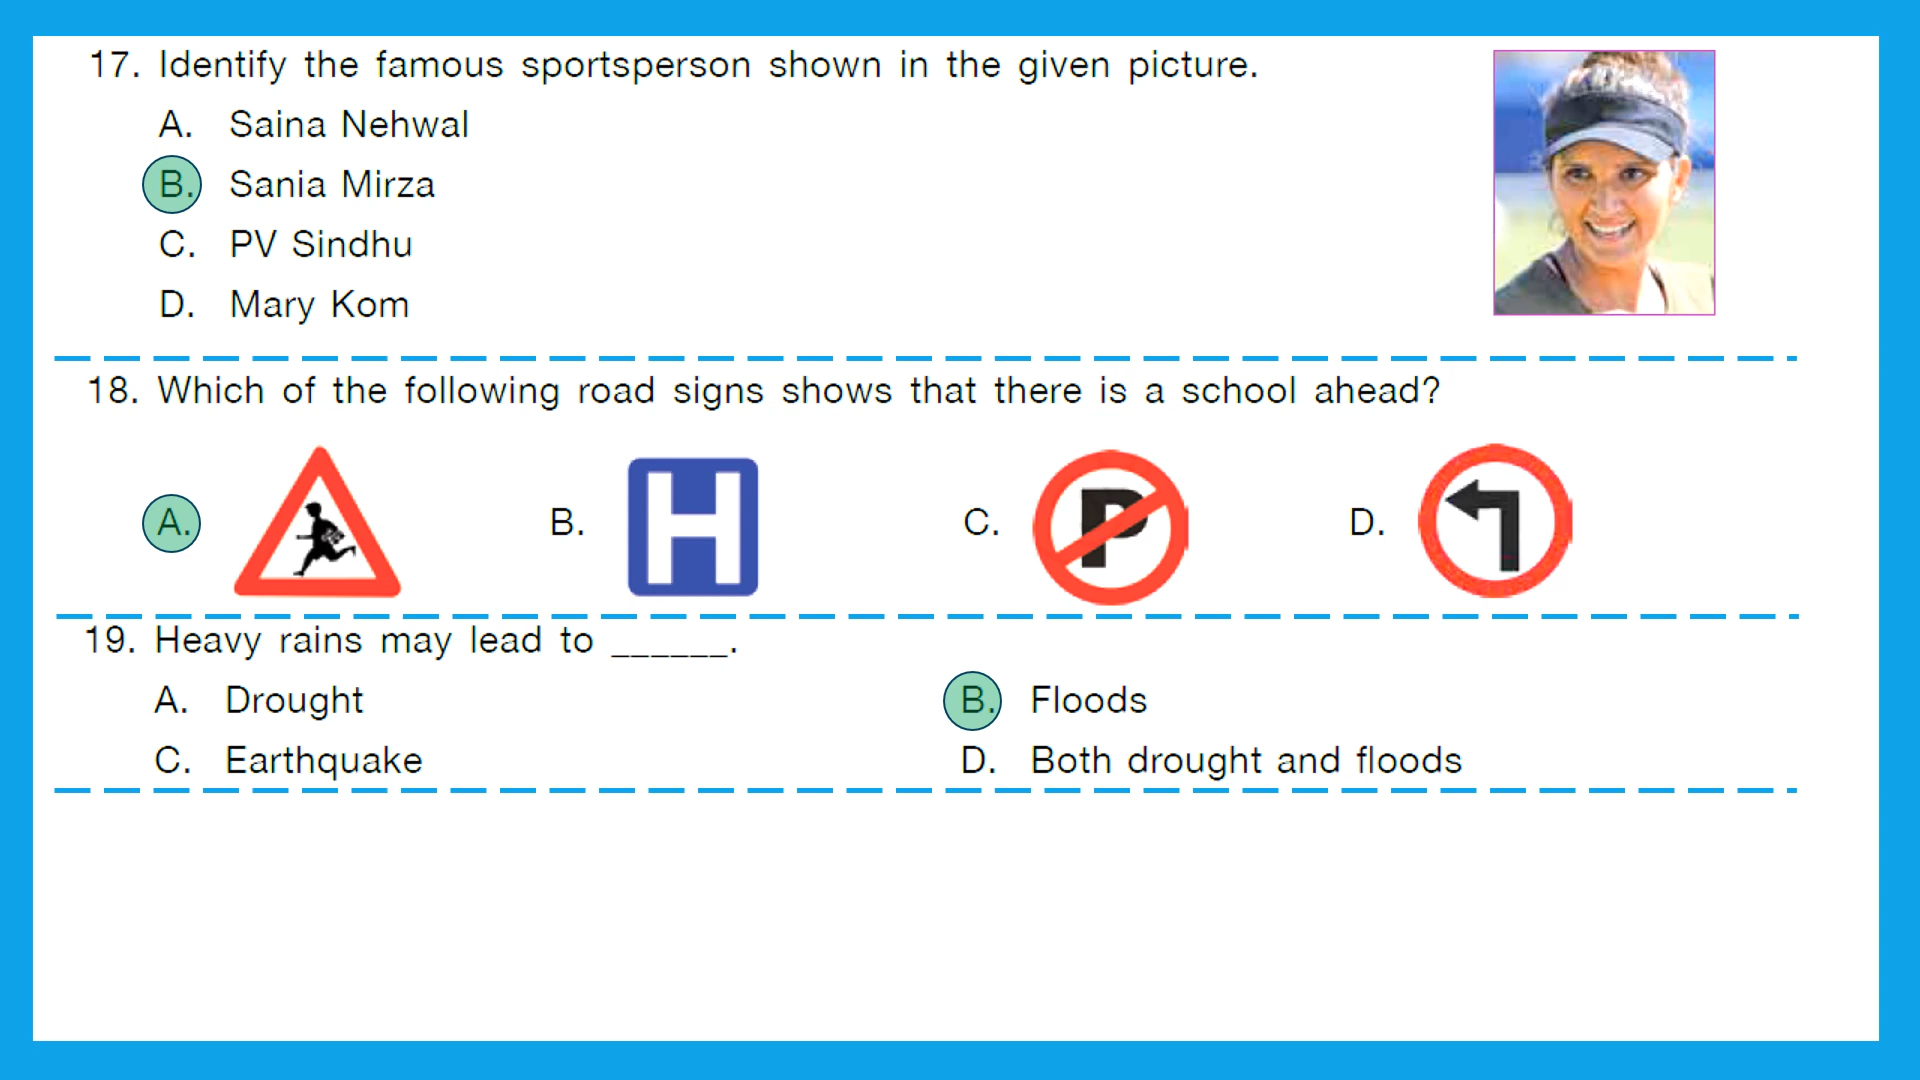 17. Identify the famous sportsperson shown in the given picture.
A. Saina Nehwal
B. Sania Mirza
C. PV Sindhu
D. Mary Kom
18. Which of the following road signs shows that there is a school ahead?
A. B. H C. P D.
19. Heavy rains may lead to ______.
A. Drought B. Floods
C. Earthquake D. Both drought and floods